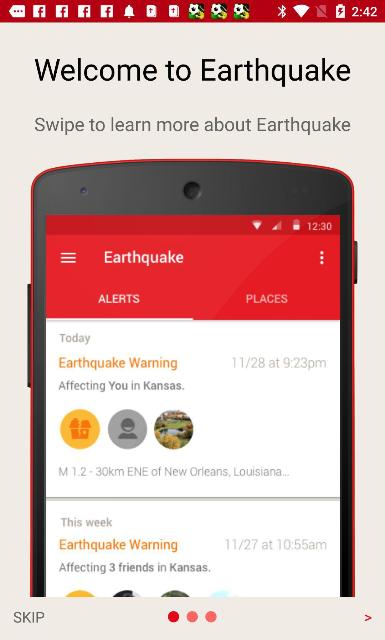 2:42
Welcome to Earthquake
Swipe to learn more about Earthquake
12:30
Earthquake
ALERTS PLACES
Today
Earthquake Warning 11/28 at 9:23pm
Affecting You in Kansas.
M 1.2 - 30km ENE of New Orleans, Louisiana...
This week
Earthquake Warning 11/27 at 10:55am
Affecting 3 friends in Kansas.
SKIP >